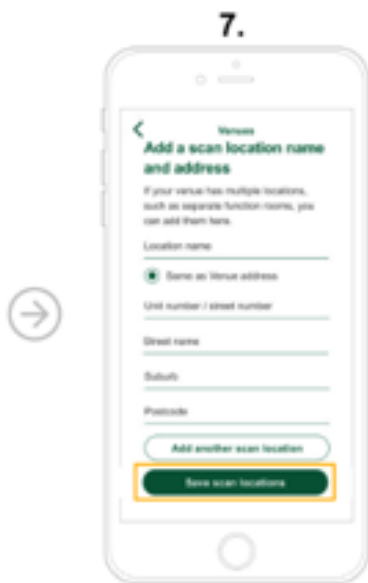 7.
Venues
Add a scan location name
and address
If your venue has multiple locations,
such as separate function rooms, you
can add them here.
Location name
Same as Venue address
Unit number / street number
Street name
Suburb
Postcode
Add another scan location
Save scan locations